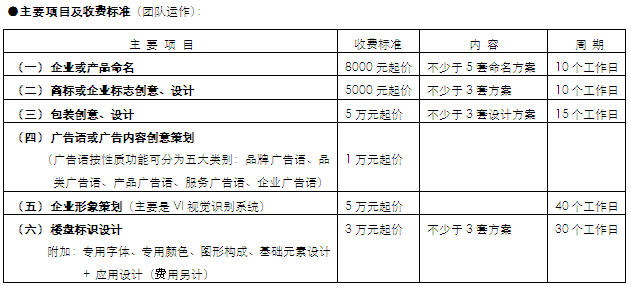 ●主要项目及收费标准（团队运作）：
主 要 项 目 收费标准 内 容 周 期
（一）企业或产品命名 8000 元起价 不少于 5 套命名方案 10 个工作日
（二）商标或企业标志创意、设计 5000 元起价 不少于 3 套方案 10 个工作日
（三）包装创意、设计 5 万元起价 不少于 3 套设计方案 15 个工作日
（四）广告语或广告内容创意策划
（广告语按性质功能可分为五大类别：品牌广告语、品 1 万元起价
类广告语、产品广告语、服务广告语、企业广告语）
（五）企业形象策划（主要是 VI 视觉识别系统） 5 万元起价 40 个工作日
（六）楼盘标识设计 3 万元起价 不少于 3 套方案 30 个工作日
附加：专用字体、专用颜色、图形构成、基础元素设计
+ 应用设计（费用另计）